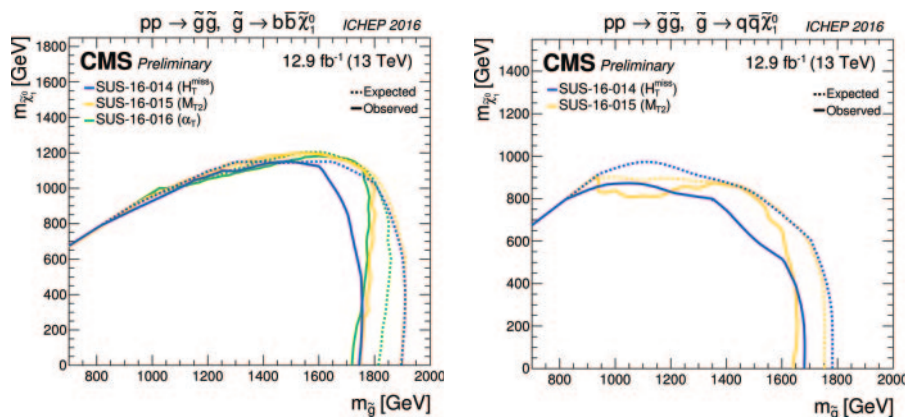 pp → g̃g̃, g̃ → bb̄χ̃₁⁰ ICHEP 2016
CMS Preliminary 12.9 fb⁻¹ (13 TeV)
SUS-16-014 (H_T^miss)
SUS-16-015 (M_T2)
SUS-16-016 (α_T)
Expected
Observed
m_χ̃₁⁰ [GeV]
1800
1600
1400
1200
1000
800
600
400
200
0
800 1000 1200 1400 1600 1800 2000
m_g̃ [GeV]
pp → g̃g̃, g̃ → qq̄χ̃₁⁰ ICHEP 2016
CMS Preliminary 12.9 fb⁻¹ (13 TeV)
SUS-16-014 (H_T^miss)
SUS-16-015 (M_T2)
Expected
Observed
m_χ̃₁⁰ [GeV]
1400
1200
1000
800
600
400
200
0
800 1000 1200 1400 1600 1800 2000
m_g̃ [GeV]